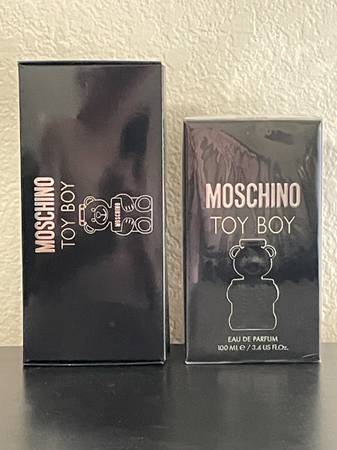 MOSCHINO
TOY BOY
MOSCHINO
MOSCHINO
TOY BOY
EAU DE PARFUM
100 ML ℮ / 3.4 US FL.Oz.